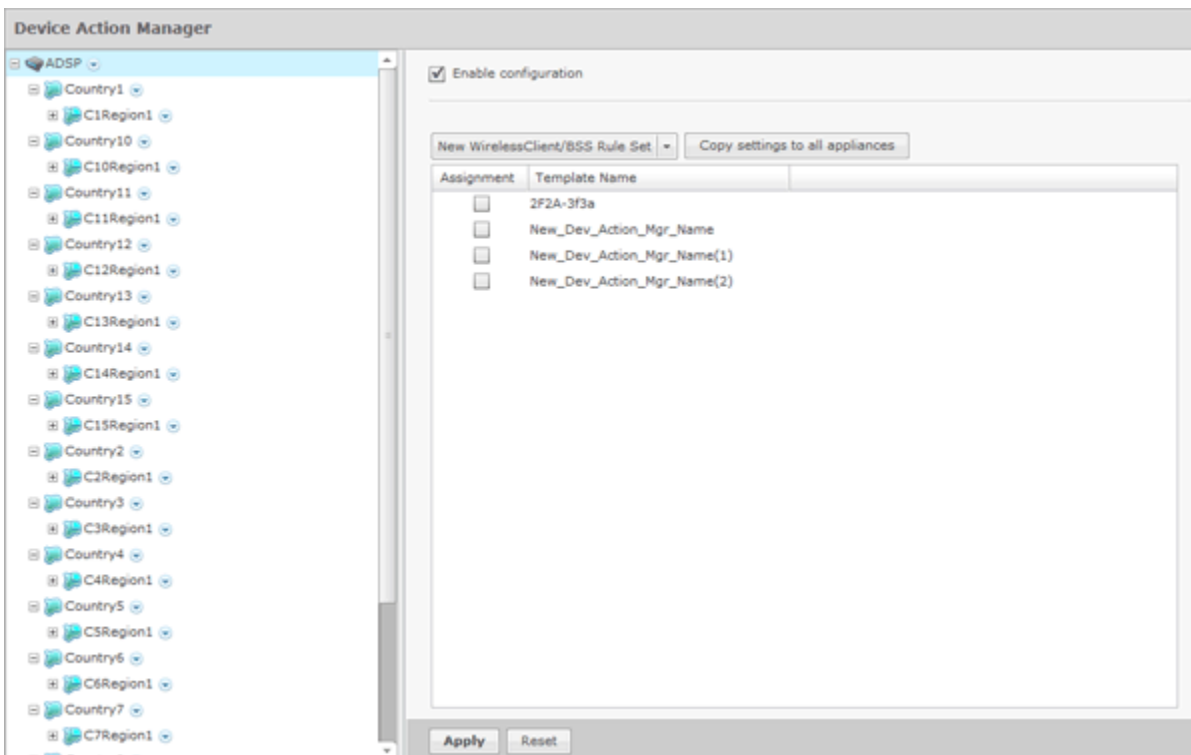 Device Action Manager
ADSP
Country1
C1Region1
Country10
C10Region1
Country11
C11Region1
Country12
C12Region1
Country13
C13Region1
Country14
C14Region1
Country15
C15Region1
Country2
C2Region1
Country3
C3Region1
Country4
C4Region1
Country5
C5Region1
Country6
C6Region1
Country7
C7Region1
Enable configuration
New WirelessClient/BSS Rule Set
Copy settings to all appliances
Assignment Template Name
2F2A-3f3a
New_Dev_Action_Mgr_Name
New_Dev_Action_Mgr_Name(1)
New_Dev_Action_Mgr_Name(2)
Apply Reset